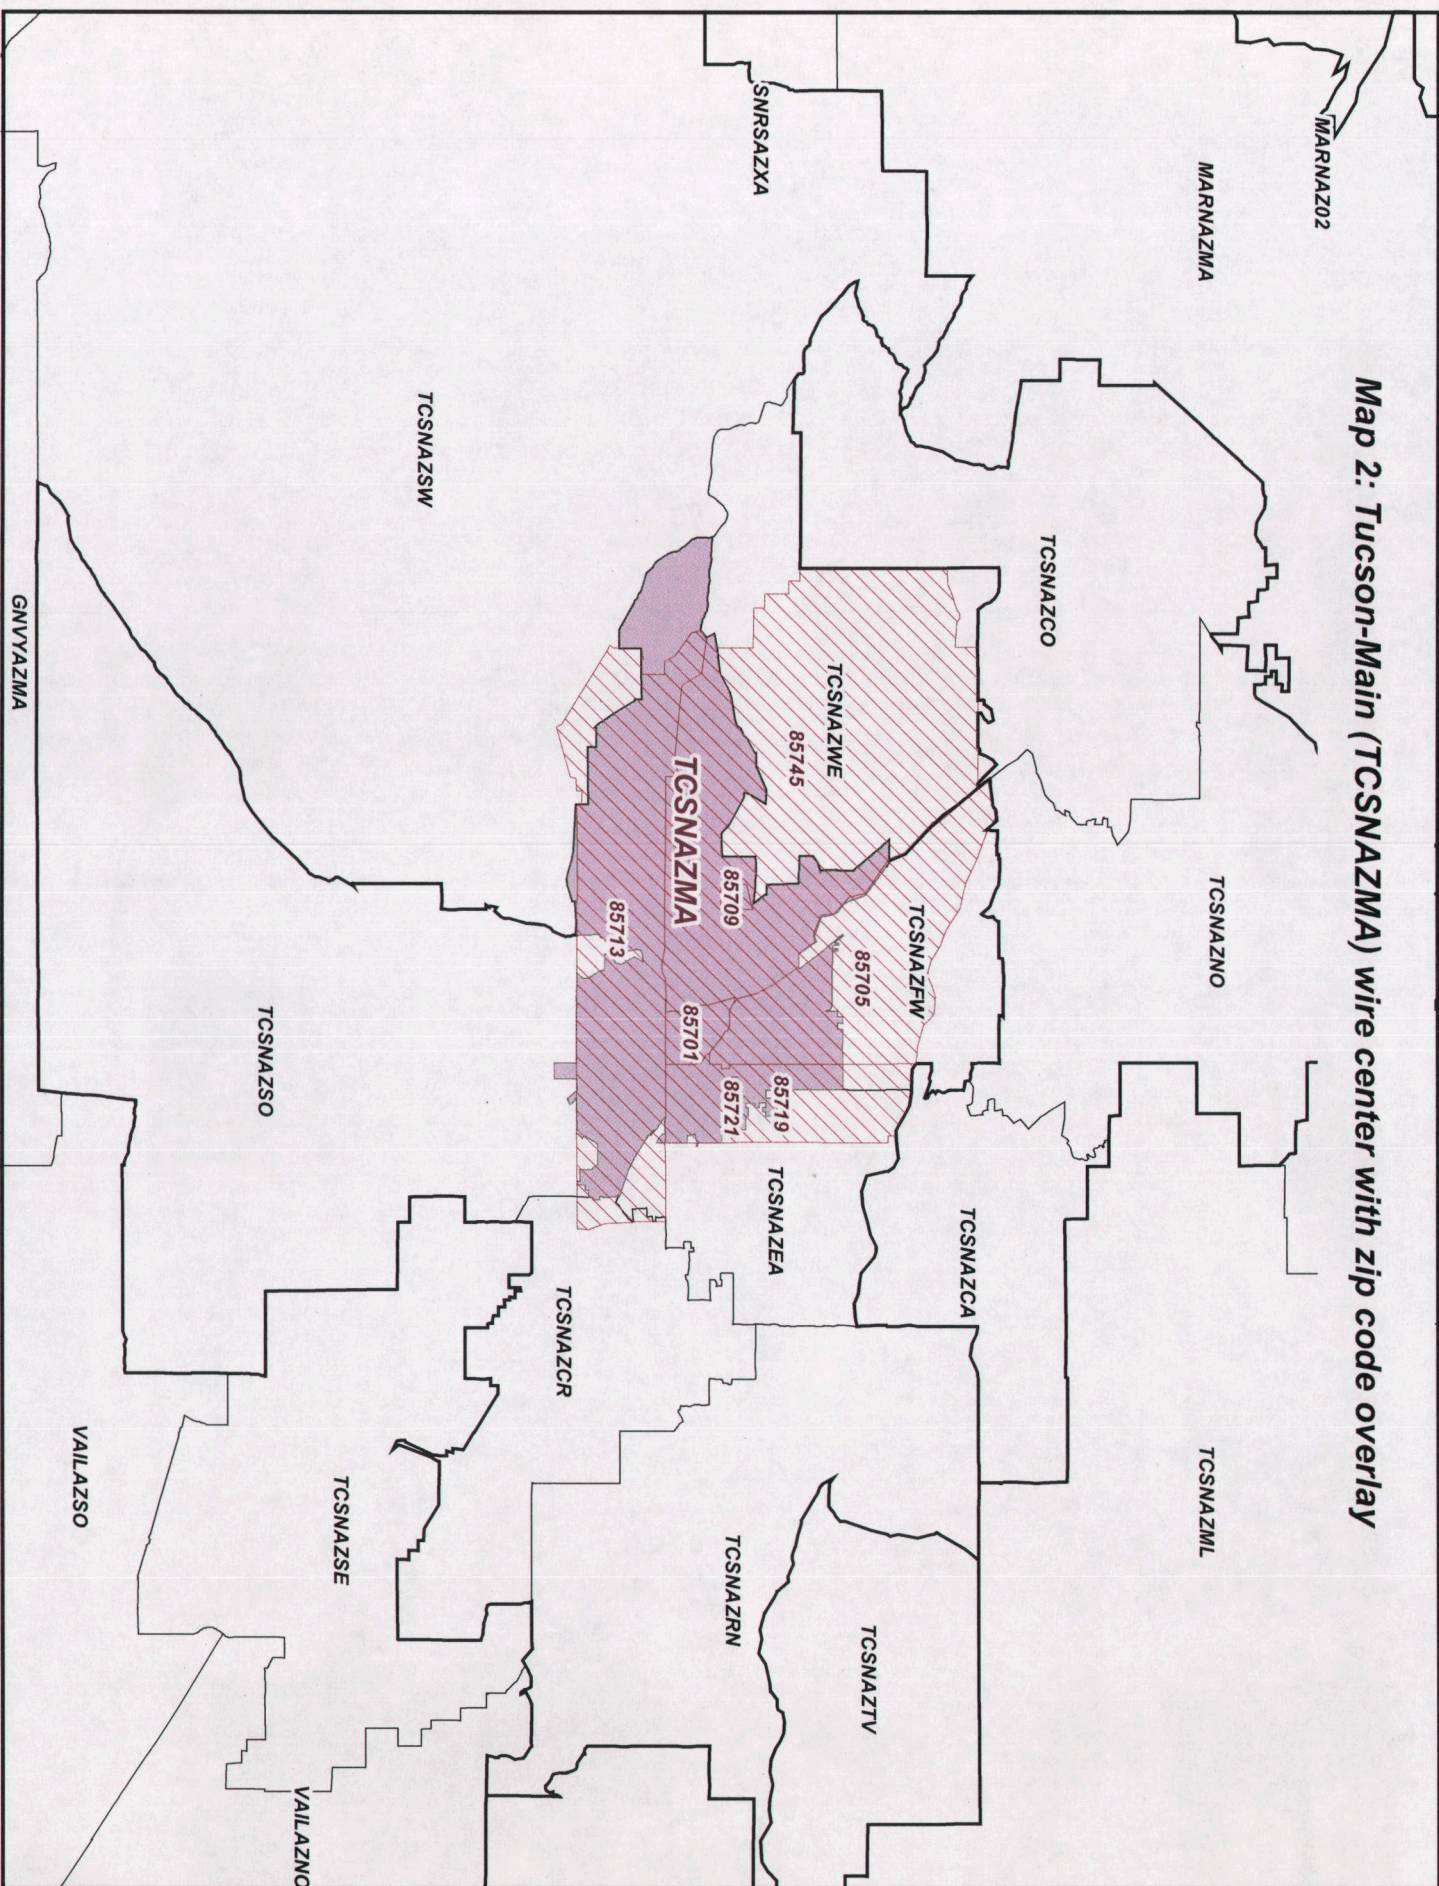 Map 2: Tucson-Main (TCSNAZMA) wire center with zip code overlay
MARNAZ02
MARNAZMA
TCSNAZCO
TCSNAZNO
TCSNAZML
SNRSAZXA
TCSNAZWE
85745
TCSNAZFW
85705
TCSNAZCA
TCSNAZTV
TCSNAZMA
85709
85719
85721
TCSNAZEA
TCSNAZRN
85701
85713
TCSNAZSW
TCSNAZCR
TCSNAZSO
TCSNAZSE
VAILAZNO
GNVYAZMA
VAILAZSO